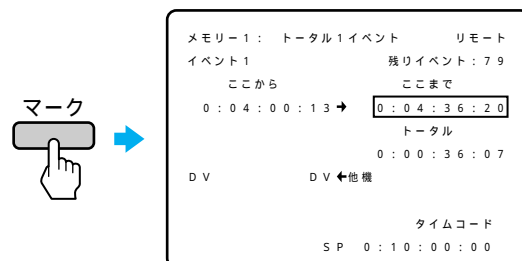 マーク
メモリー1： トータル1イベント リモート
イベント1 残りイベント：79
ここから ここまで
0：04：00：13➔ 0：04：36：20
トータル
0：00：36：07
DV DV←他機
タイムコード
SP 0：10：00：00